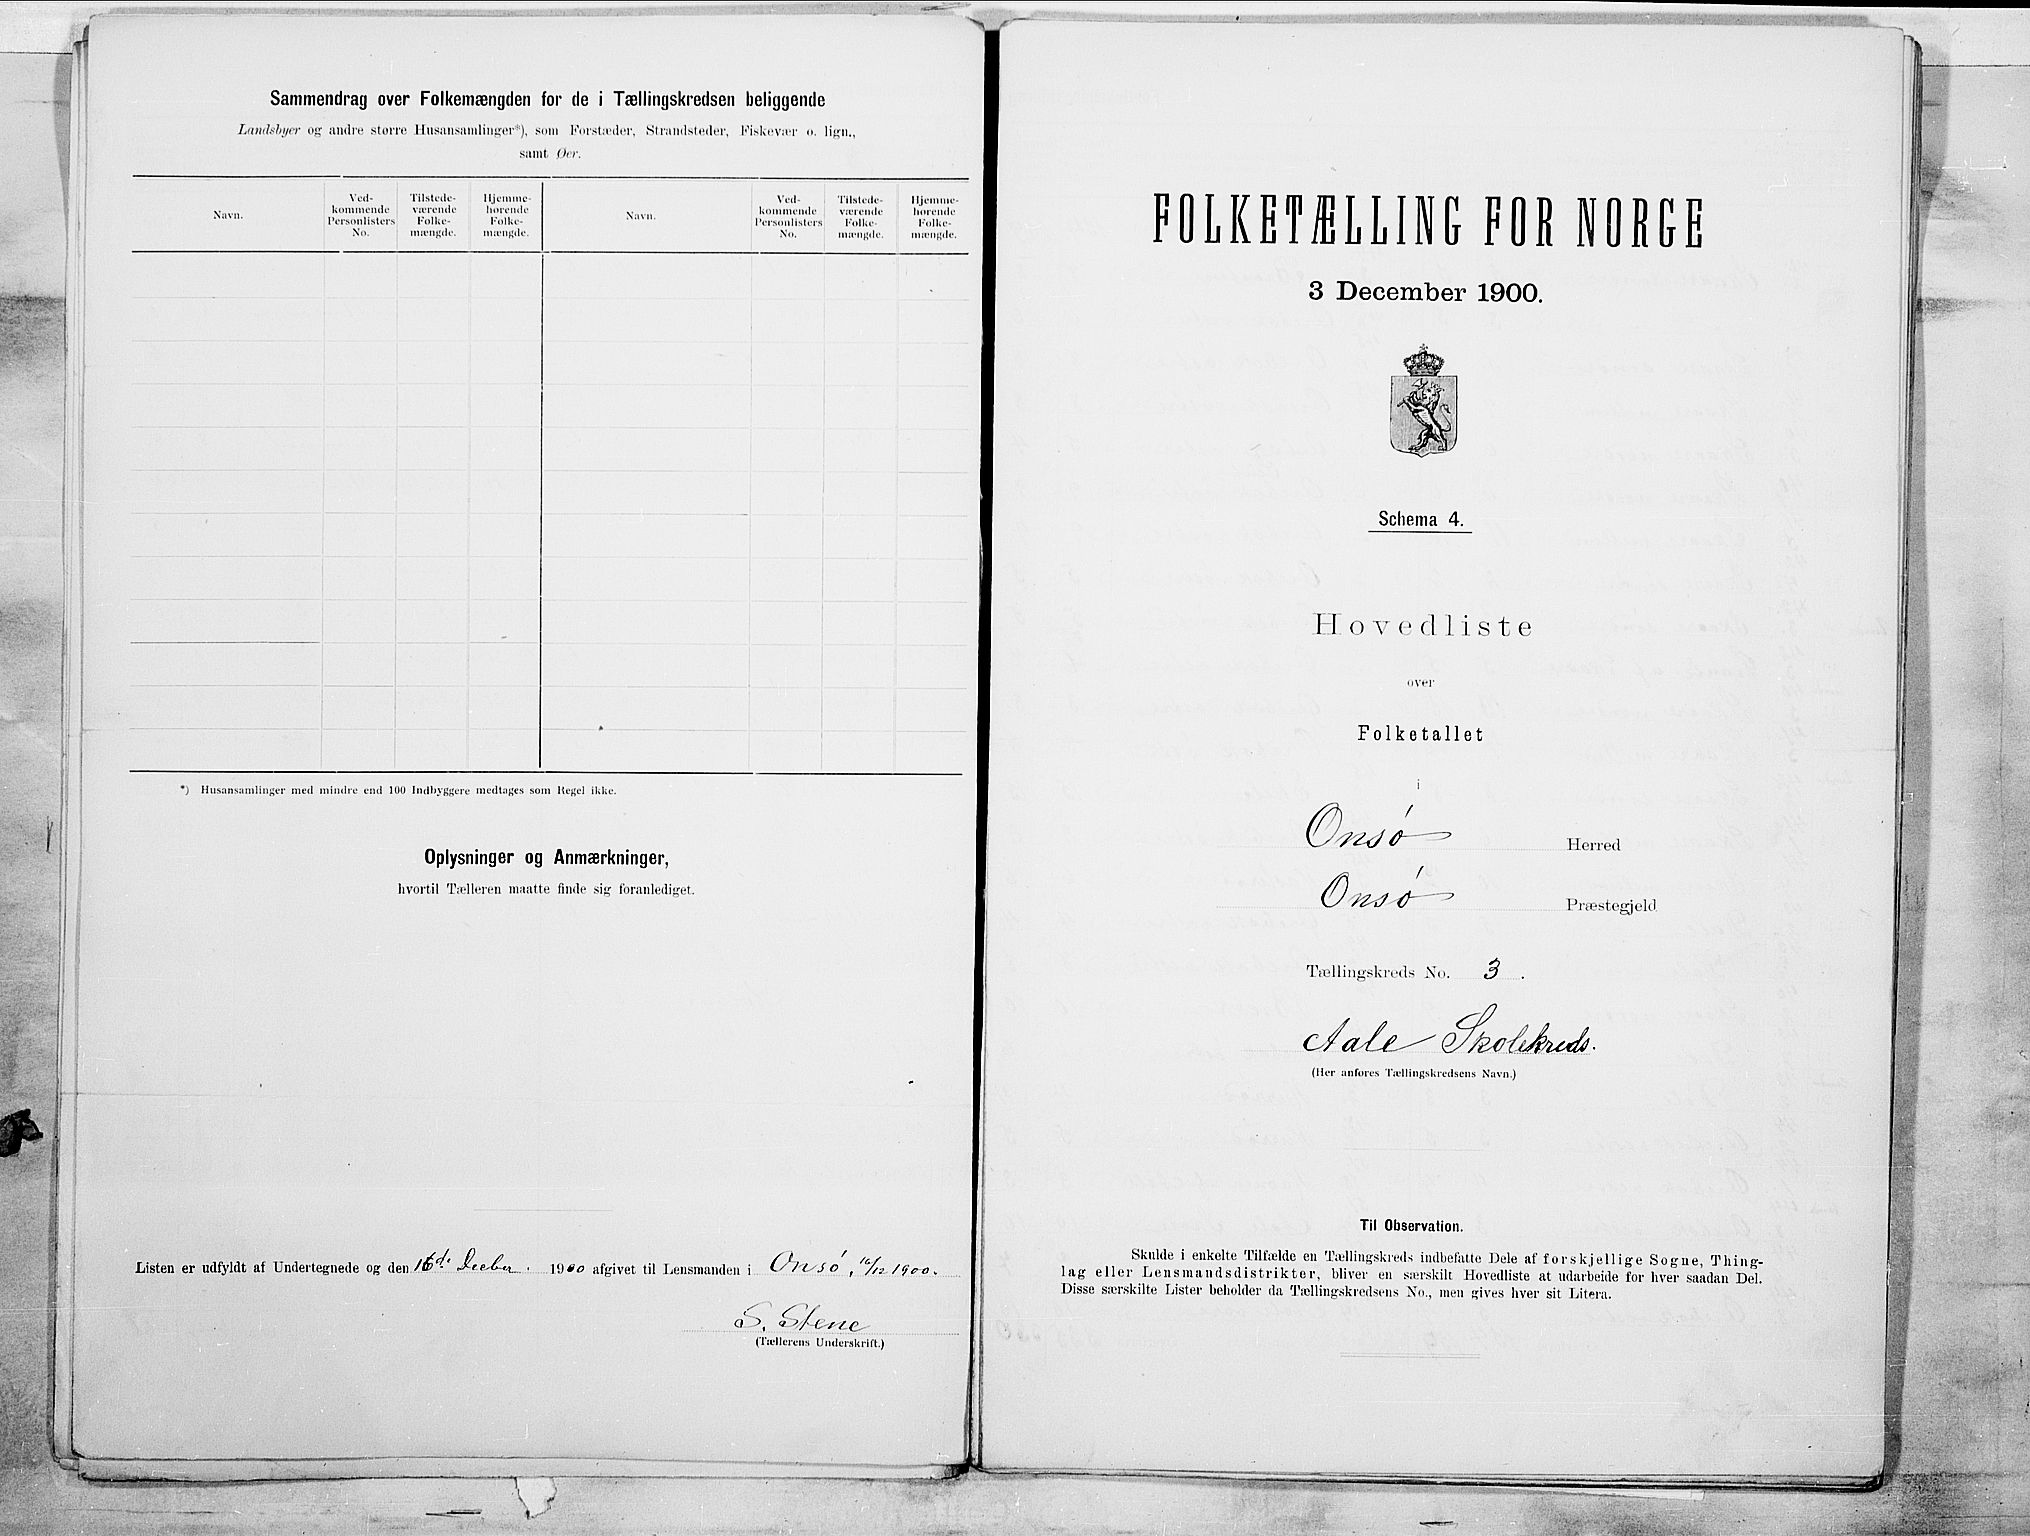 Sammendrag over Folkemængden for de i Tællingskredsen beliggende
Landsbyer og andre større Husansamlinger*), som Forstæder, Strandsteder, Fiskevær o. lign.,
samt Øer.
Navn.
Ved-
kommende
Personlisters
No.
Tilstede-
værende
Folke-
mængde.
Hjemme-
hørende
Folke-
mængde.
Navn.
Ved-
kommende
Personlisters
No.
Tilstede-
værende
Folke-
mængde.
Hjemme-
hørende
Folke-
mængde.
*) Husansamlinger med mindre end 100 Indbyggere medtages som Regel ikke.
Oplysninger og Anmærkninger,
hvortil Tælleren maatte finde sig foranlediget.
Listen er udfyldt af Undertegnede og den 16de Decbr. 1900 afgivet til Lensmanden i Onsø, 16/12 1900.
S. Stene
(Tællerens Underskrift.)
FOLKETÆLLING FOR NORGE
3 December 1900.
Schema 4.
Hovedliste
over
Folketallet
i
Onsø Herred
Onsø Præstegjeld
Tællingskreds No. 3.
Aale Skolekreds.
(Her anføres Tællingskredsens Navn.)
Til Observation.
Skulde i enkelte Tilfælde en Tællingskreds indbefatte Dele af forskjellige Sogne, Thing-
lag eller Lensmandsdistrikter, bliver en særskilt Hovedliste at udarbeide for hver saadan Del.
Disse særskilte Lister beholder da Tællingskredsens No., men gives hver sit Litera.